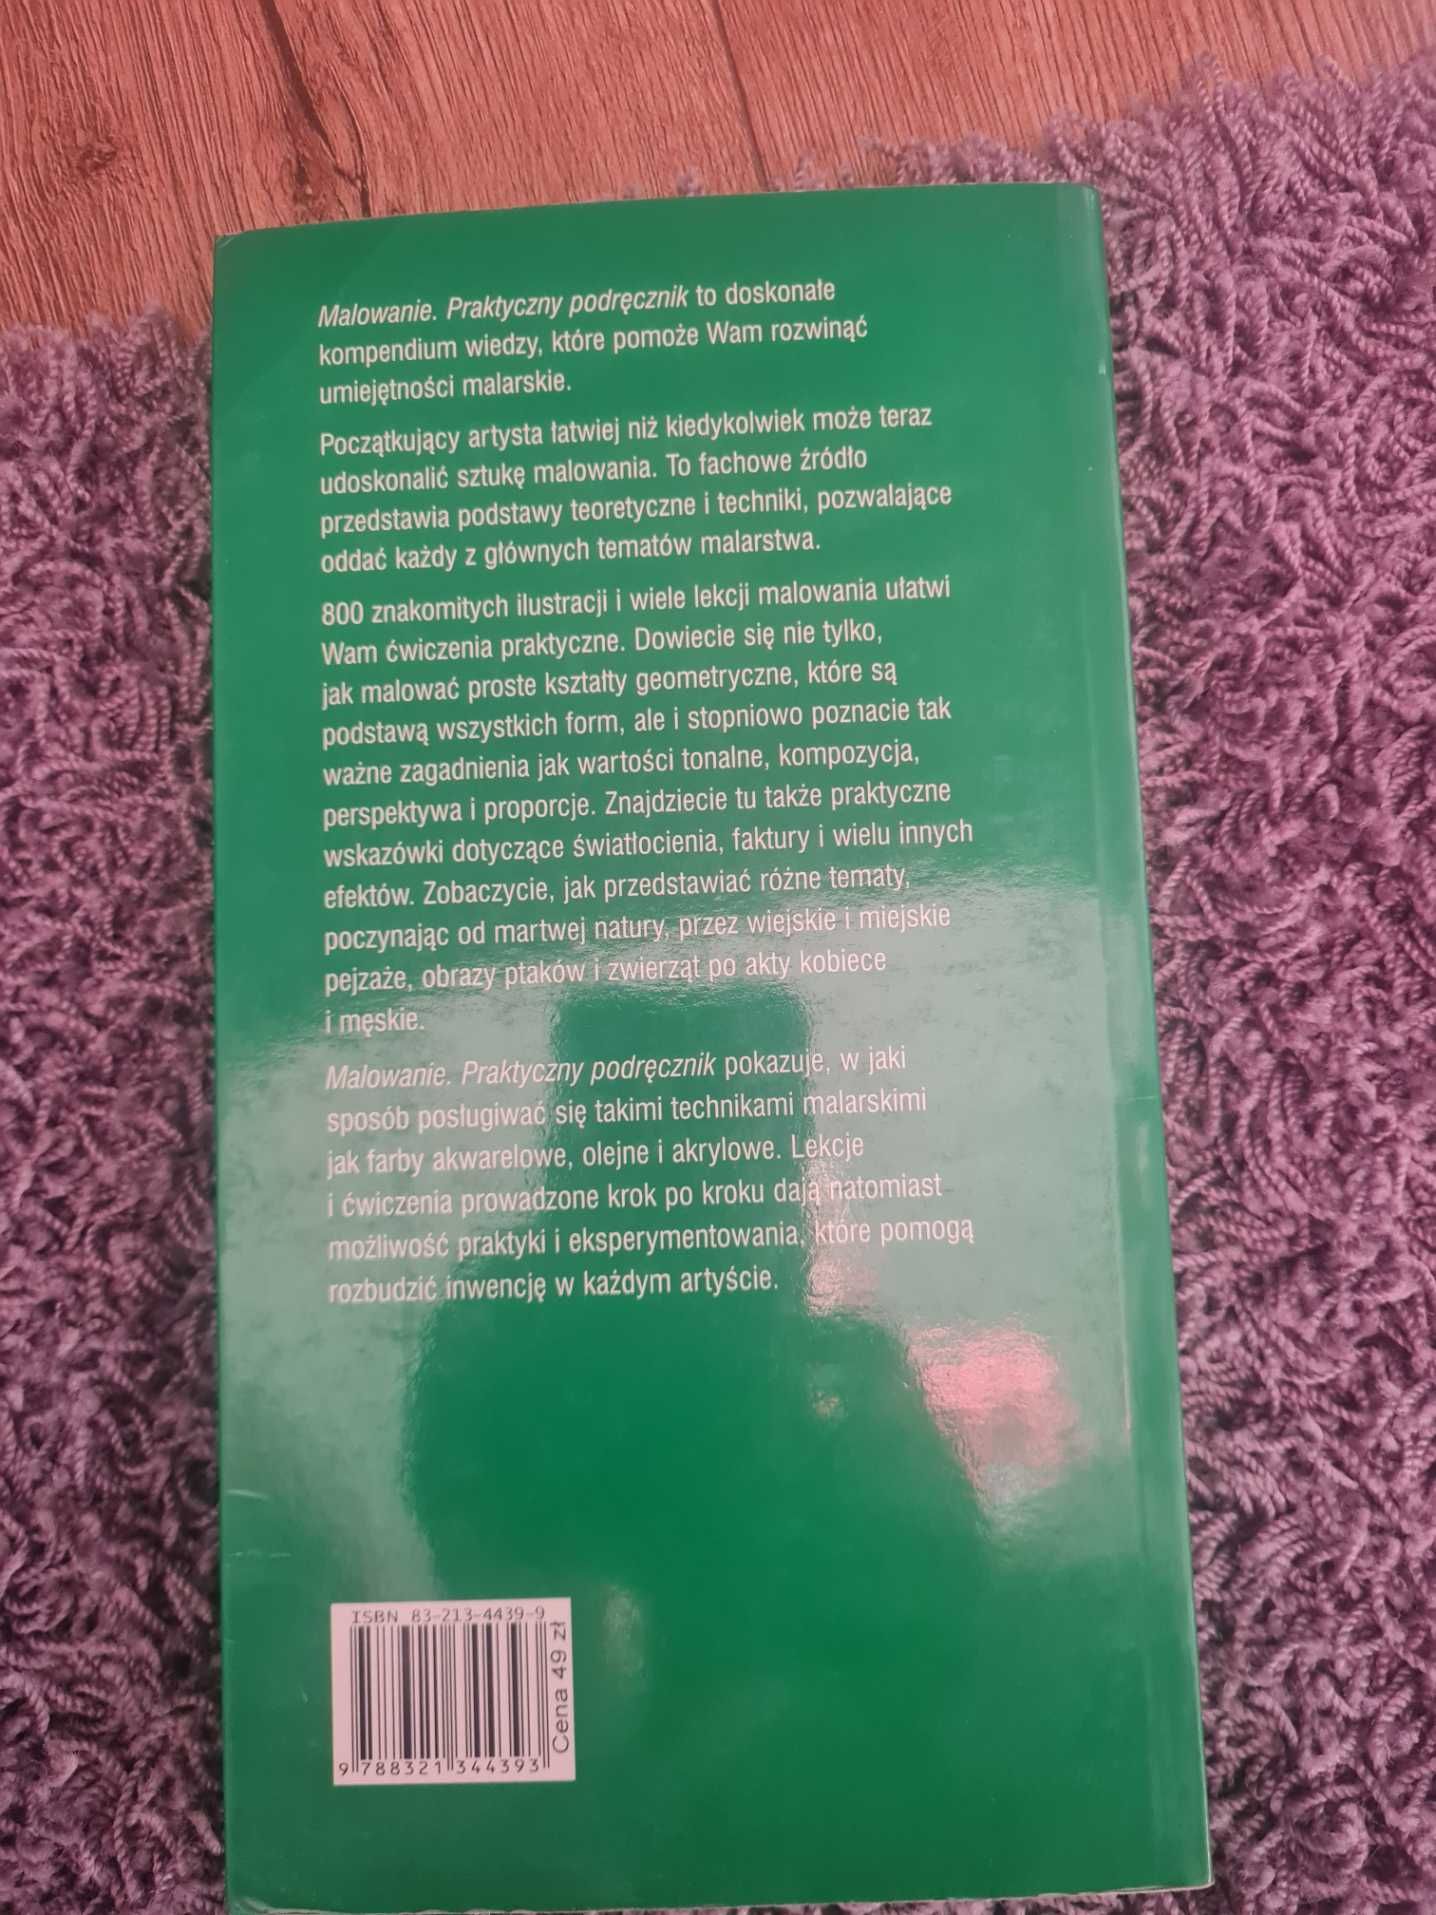 Malowanie. Praktyczny podręcznik to doskonałe
kompendium wiedzy, które pomoże Wam rozwinąć
umiejętności malarskie.
Początkujący artysta łatwiej niż kiedykolwiek może teraz
udoskonalić sztukę malowania. To fachowe źródło
przedstawia podstawy teoretyczne i techniki, pozwalające
oddać każdy z głównych tematów malarstwa.
800 znakomitych ilustracji i wiele lekcji malowania ułatwi
Wam ćwiczenia praktyczne. Dowiecie się nie tylko,
jak malować proste kształty geometryczne, które są
podstawą wszystkich form, ale i stopniowo poznacie tak
ważne zagadnienia jak wartości tonalne, kompozycja,
perspektywa i proporcje. Znajdziecie tu także praktyczne
wskazówki dotyczące światłocienia, faktury i wielu innych
efektów. Zobaczycie, jak przedstawiać różne tematy,
poczynając od martwej natury, przez wiejskie i miejskie
pejzaże, obrazy ptaków i zwierząt po akty kobiece
i męskie.
Malowanie. Praktyczny podręcznik pokazuje, w jaki
sposób posługiwać się takimi technikami malarskimi
jak farby akwarelowe, olejne i akrylowe. Lekcje
i ćwiczenia prowadzone krok po kroku dają natomiast
możliwość praktyki i eksperymentowania, które pomogą
rozbudzić inwencję w każdym artyście.
ISBN 83-213-4439-9
Cena 49 zł
9 788321 344393